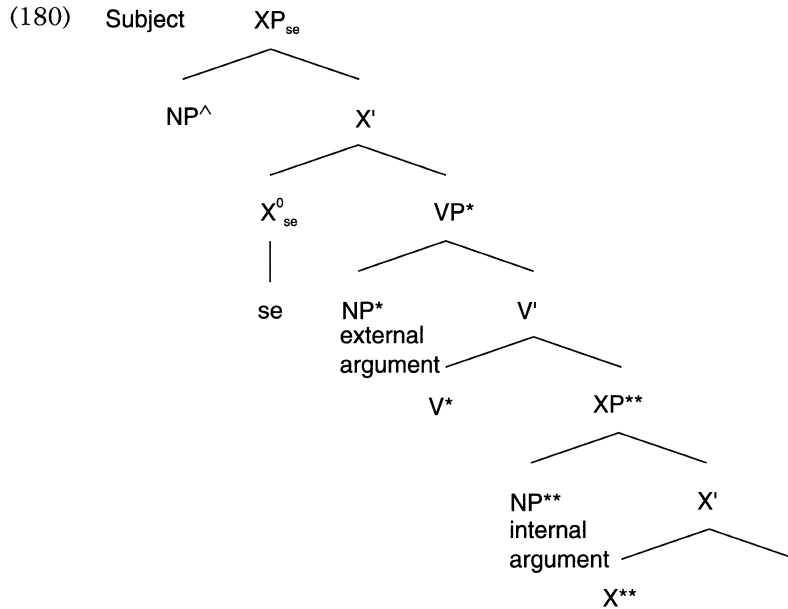 (180) Subject XPse
NP^ X'
X0se VP*
se NP* V'
external
argument
V* XP**
NP** X'
internal
argument
X**